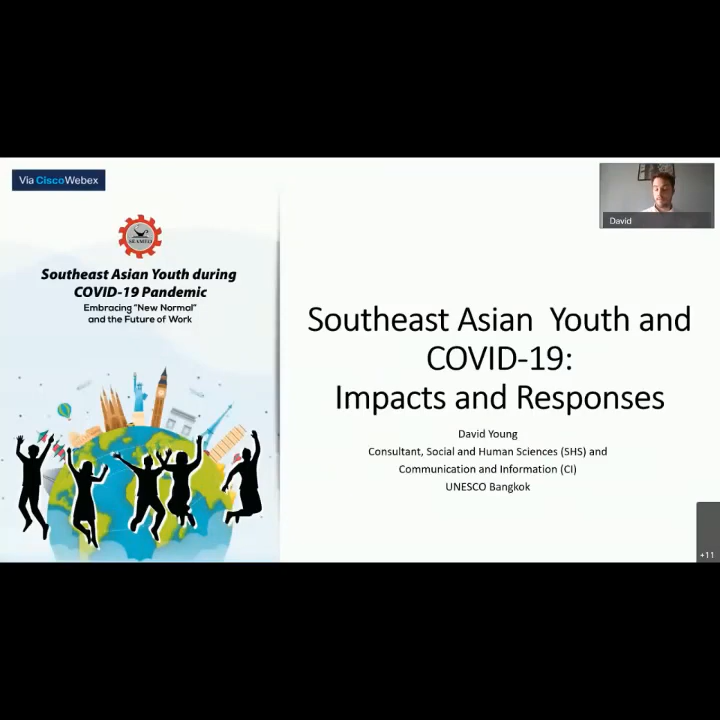 Via CiscoWebex
David
SEAMEO
Southeast Asian Youth during
COVID-19 Pandemic
Embracing "New Normal"
and the Future of Work
Southeast Asian  Youth and
COVID-19:
Impacts and Responses
David Young
Consultant, Social and Human Sciences (SHS) and
Communication and Information (CI)
UNESCO Bangkok
+11